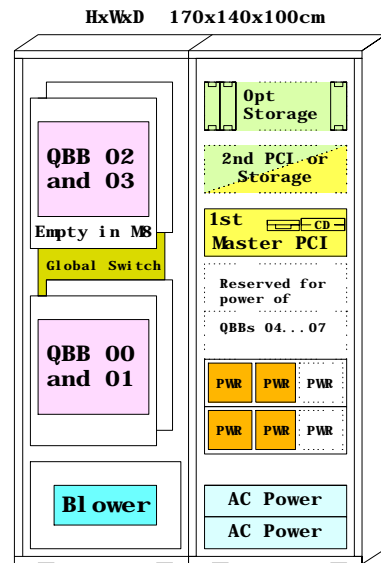 HxWxD 170x140x100cm
QBB 02
and 03
Empty in M8
Global Switch
QBB 00
and 01
Blower
Opt
Storage
2nd PCI or
Storage
1st
CD
Master PCI
Reserved for
power of
QBBs 04...07
PWR PWR PWR
PWR PWR PWR
AC Power
AC Power